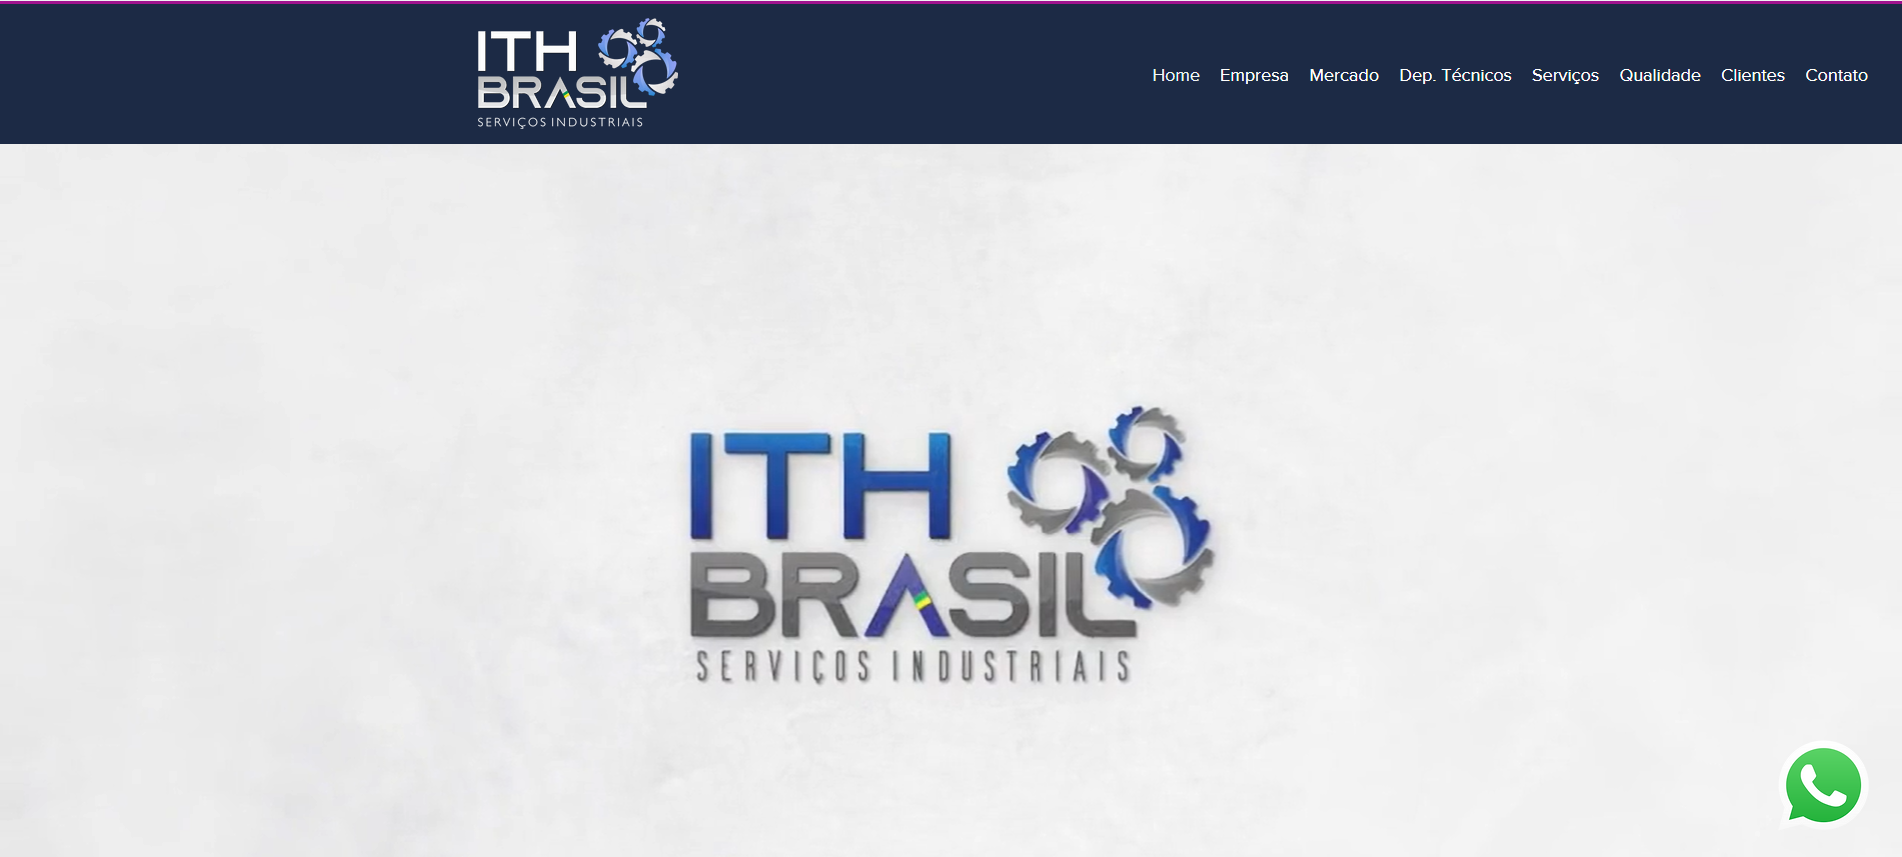 ITH
BRASIL
SERVIÇOS INDUSTRIAIS
Home Empresa Mercado Dep. Técnicos Serviços Qualidade Clientes Contato
ITH
BRASIL
SERVIÇOS INDUSTRIAIS